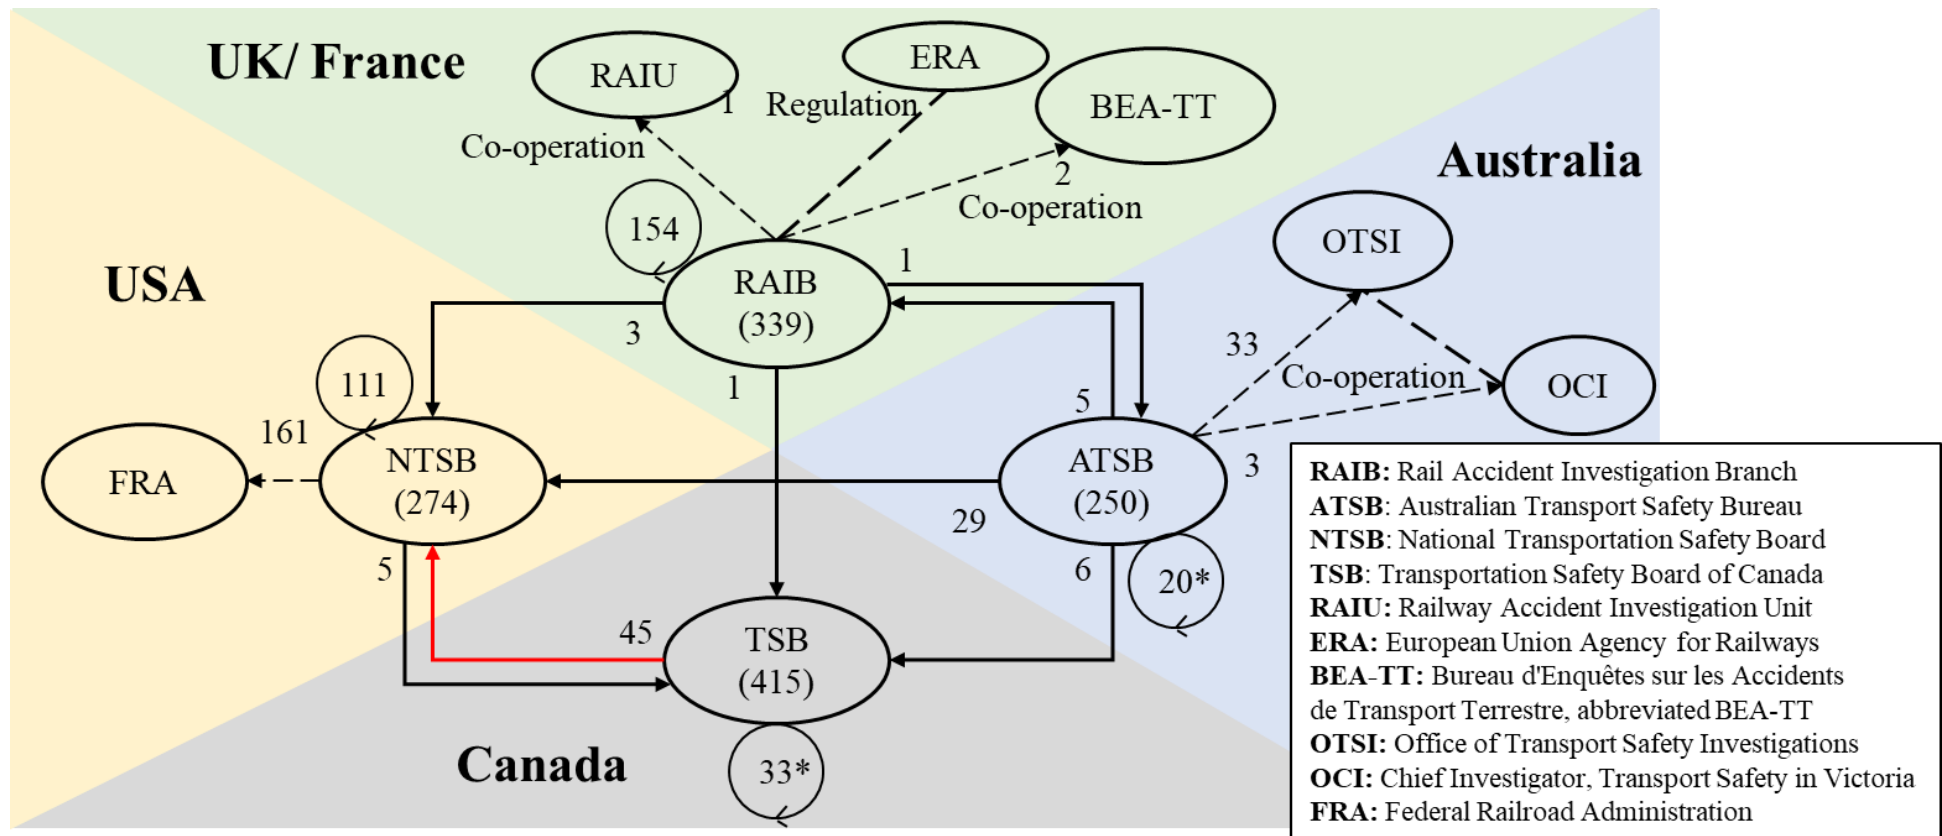 UK/ France
RAIU
1
ERA
Regulation
BEA-TT
Co-operation
2
Co-operation
Australia
154
OTSI
USA
RAIB
(339)
1
3
1
33
Co-operation
OCI
111
5
161
FRA
NTSB
(274)
ATSB
(250)
3
29
5
6
20*
45
TSB
(415)
Canada
33*
RAIB: Rail Accident Investigation Branch
ATSB: Australian Transport Safety Bureau
NTSB: National Transportation Safety Board
TSB: Transportation Safety Board of Canada
RAIU: Railway Accident Investigation Unit
ERA: European Union Agency for Railways
BEA-TT: Bureau d'Enquêtes sur les Accidents
de Transport Terrestre, abbreviated BEA-TT
OTSI: Office of Transport Safety Investigations
OCI: Chief Investigator, Transport Safety in Victoria
FRA: Federal Railroad Administration